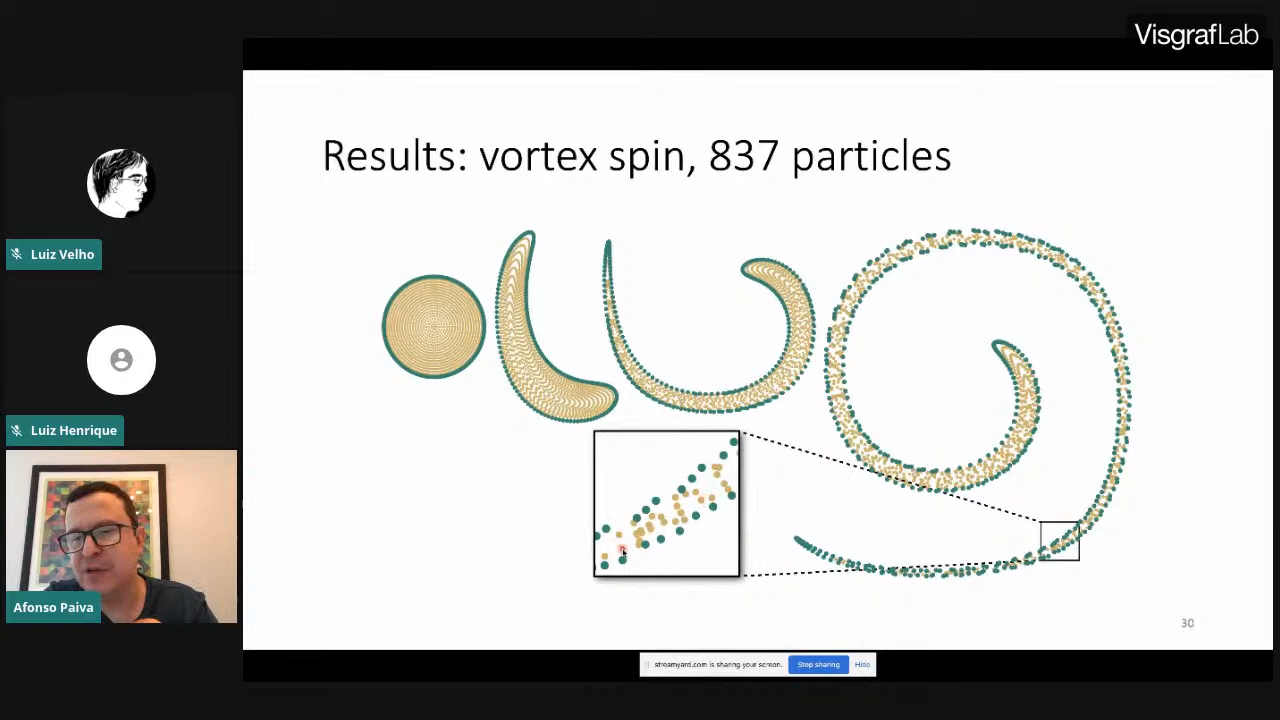 VisgrafLab
Results: vortex spin, 837 particles
Luiz Velho
Luiz Henrique
Afonso Paiva
30
streamyard.com is sharing your screen.
Stop sharing
Hide